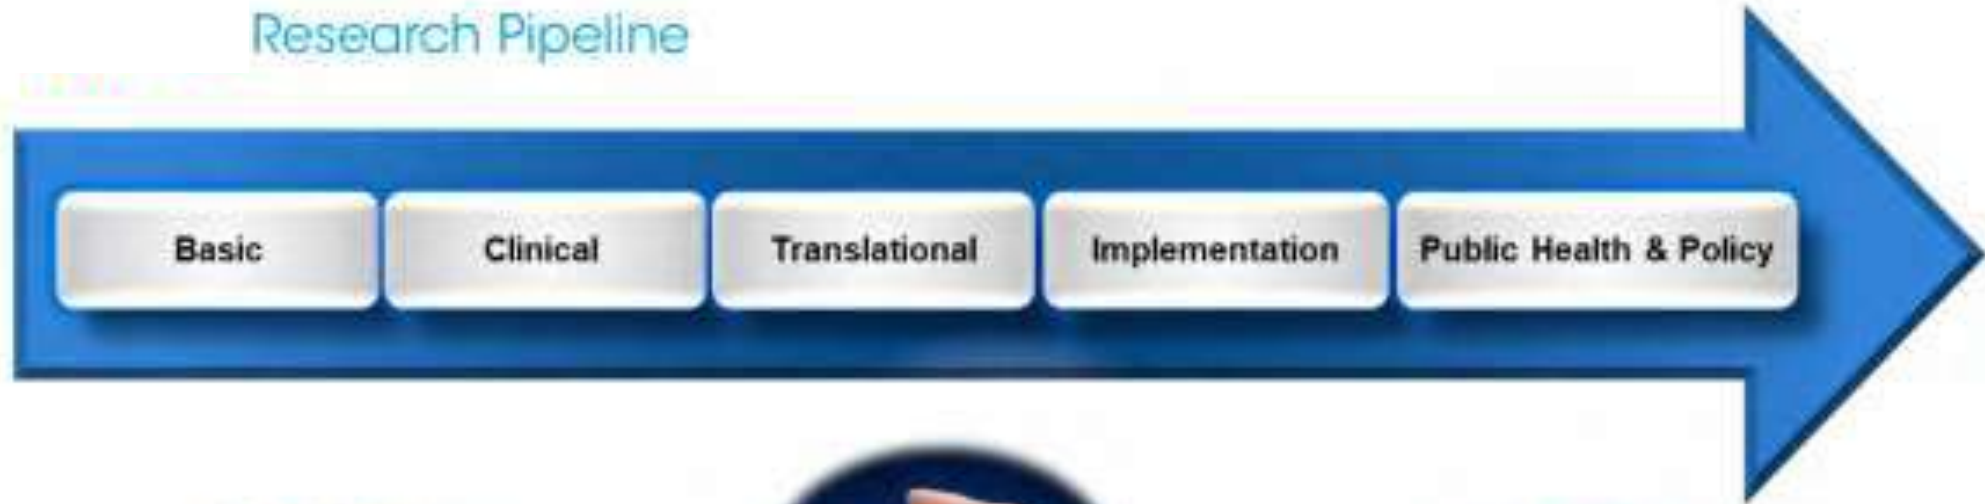 Research Pipeline
Basic Clinical Translational Implementation Public Health & Policy